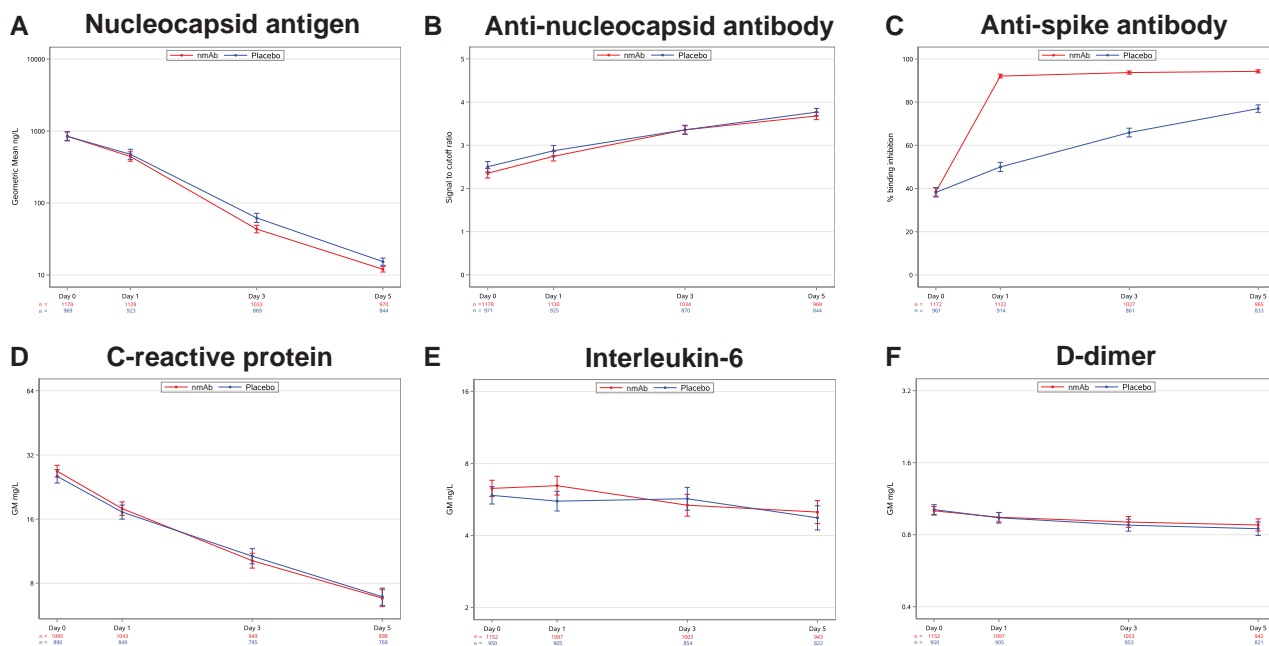 A Nucleocapsid antigen
nmAb Placebo
Geometric Mean ng/L
10000
1000
100
10
Day 0 Day 1 Day 3 Day 5
n = 1178 1129 1033 970
n = 969 923 869 844
B Anti-nucleocapsid antibody
nmAb Placebo
Signal to cutoff ratio
5
4
3
2
1
0
Day 0 Day 1 Day 3 Day 5
n = 1178 1130 1034 969
n = 971 925 870 844
C Anti-spike antibody
nmAb Placebo
% binding inhibition
100
80
60
40
20
0
Day 0 Day 1 Day 3 Day 5
n = 1172 1122 1027 965
n = 961 914 861 833
D C-reactive protein
nmAb Placebo
GM mg/L
64
32
16
8
Day 0 Day 1 Day 3 Day 5
n = 1095 1043 949 898
n = 890 849 795 769
E Interleukin-6
nmAb Placebo
GM ng/L
16
8
4
2
Day 0 Day 1 Day 3 Day 5
n = 1152 1097 1003 943
n = 950 905 854 822
F D-dimer
nmAb Placebo
GM mg/L
3.2
1.6
0.8
0.4
Day 0 Day 1 Day 3 Day 5
n = 1152 1097 1003 942
n = 950 905 853 821